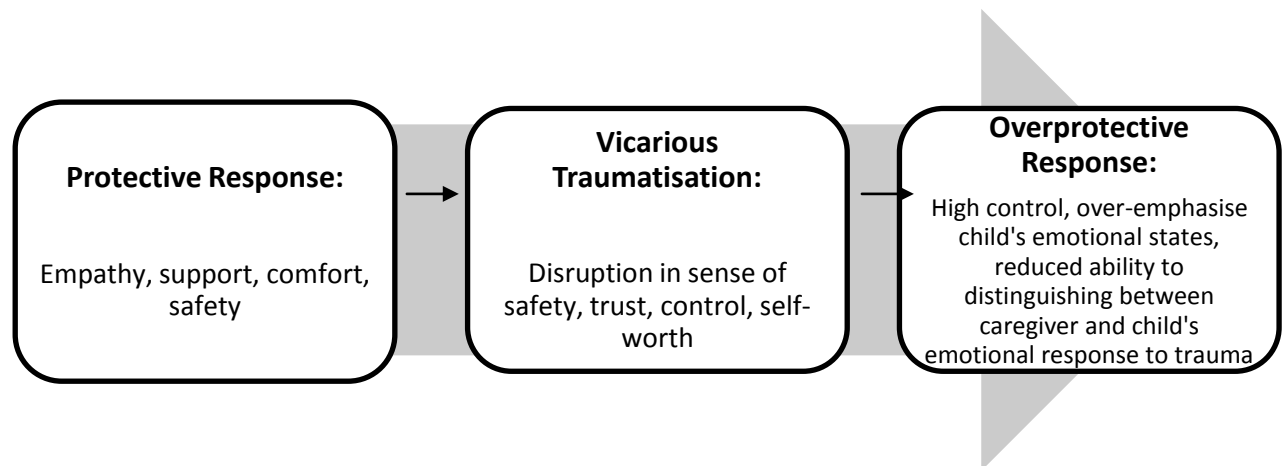 Protective Response:
Empathy, support, comfort,
safety
Vicarious
Traumatisation:
Disruption in sense of
safety, trust, control, self-
worth
Overprotective
Response:
High control, over-emphasise
child's emotional states,
reduced ability to
distinguishing between
caregiver and child's
emotional response to trauma